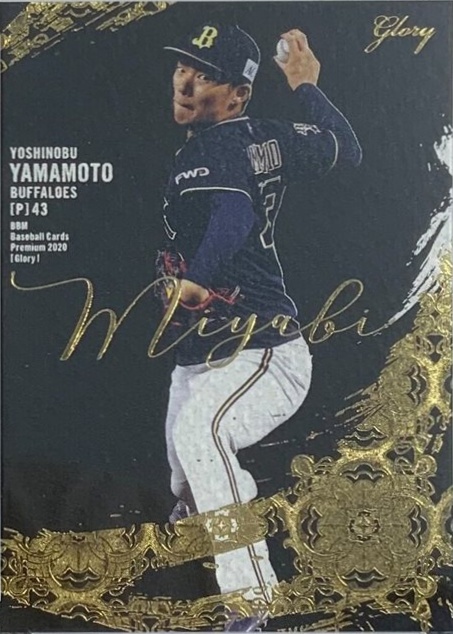 Glory
B
YOSHINOBU
YAMAMOTO
BUFFALOES
[P] 43
BBM
Baseball Cards
Premium 2020
[Glory]
FWD
Miyabi